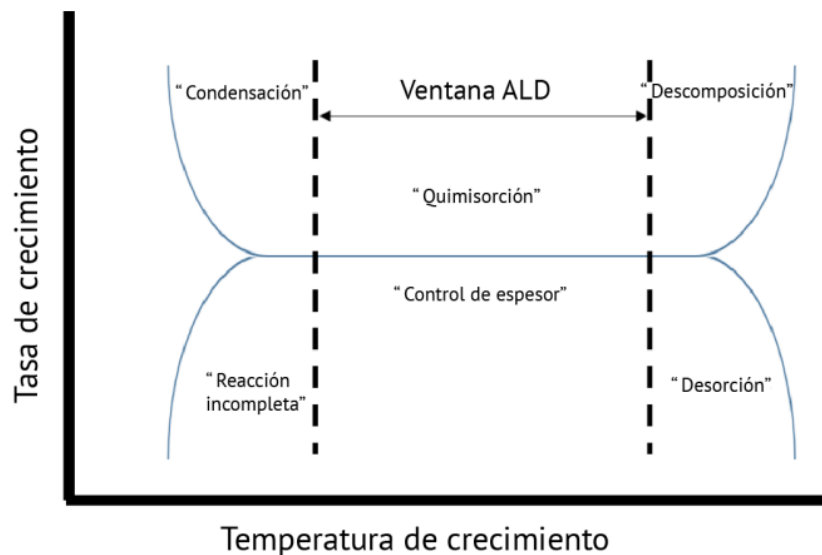 “ Condensación”
Ventana ALD
“Descomposición”
“ Quimisorción”
Tasa de crecimiento
“ Control de espesor”
“ Reacción
incompleta”
“ Desorción”
Temperatura de crecimiento